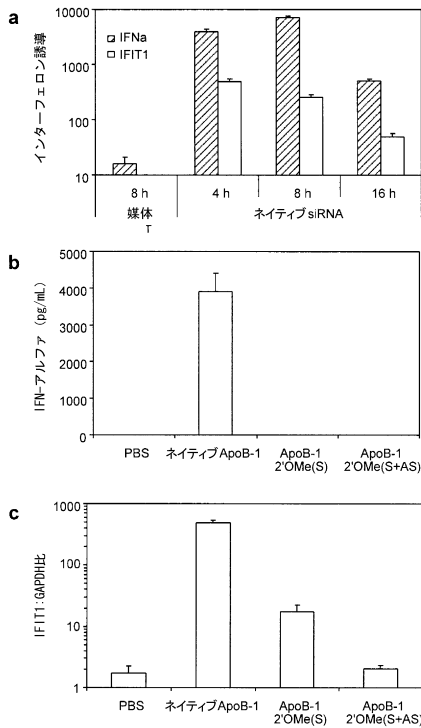 a
IFNa
IFIT1
インターフェロン誘導
10000
1000
100
10
8 h
4 h
8 h
16 h
媒体
ネイティブsiRNA
T
b
IFN-アルファ (pg/mL)
5000
4000
3000
2000
1000
0
PBS
ネイティブApoB-1
ApoB-1
2'OMe(S)
ApoB-1
2'OMe(S+AS)
c
IFIT1:GAPDH比
1000
100
10
1
PBS
ネイティブApoB-1
ApoB-1
2'OMe(S)
ApoB-1
2'OMe(S+AS)